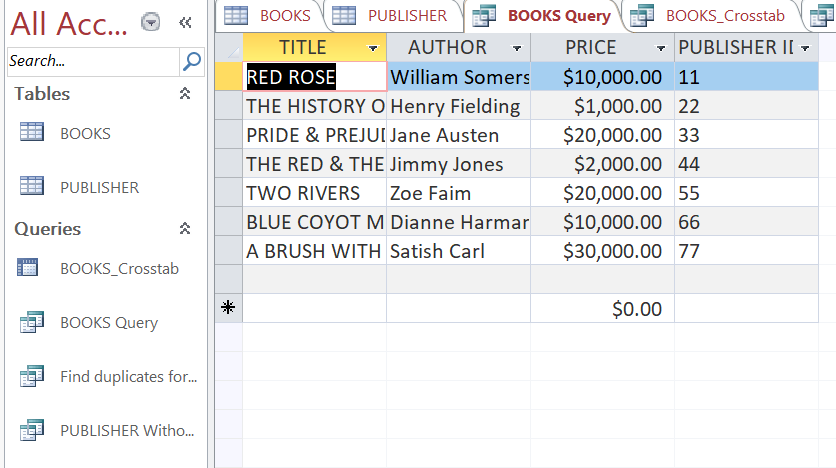 All Acc...
Search...
Tables
BOOKS
PUBLISHER
Queries
BOOKS_Crosstab
BOOKS Query
Find duplicates for...
PUBLISHER Witho...
BOOKS PUBLISHER BOOKS Query BOOKS_Crosstab
TITLE AUTHOR PRICE PUBLISHER ID
RED ROSE William Somers $10,000.00 11
THE HISTORY O Henry Fielding $1,000.00 22
PRIDE & PREJUD Jane Austen $20,000.00 33
THE RED & THE Jimmy Jones $2,000.00 44
TWO RIVERS Zoe Faim $20,000.00 55
BLUE COYOT M Dianne Harman $10,000.00 66
A BRUSH WITH Satish Carl $30,000.00 77
$0.00